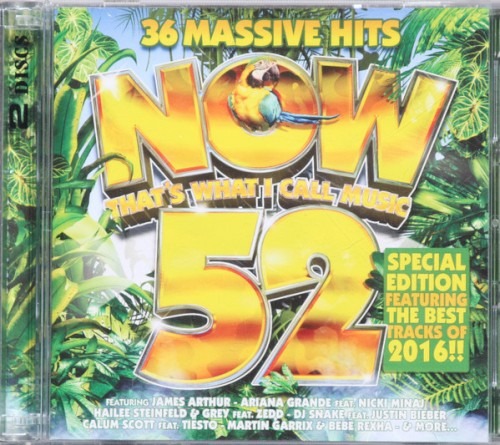 2 DISCS
36 MASSIVE HITS
NOW
THAT'S WHAT I CALL MUSIC
52
SPECIAL
EDITION
FEATURING
THE BEST
TRACKS OF
2016!!
FEATURING JAMES ARTHUR - ARIANA GRANDE FEAT. NICKI MINAJ
HAILEE STEINFELD & GREY FEAT. ZEDD - DJ SNAKE FEAT. JUSTIN BIEBER
CALUM SCOTT FEAT. TIESTO - MARTIN GARRIX & BEBE REXHA - & MORE...